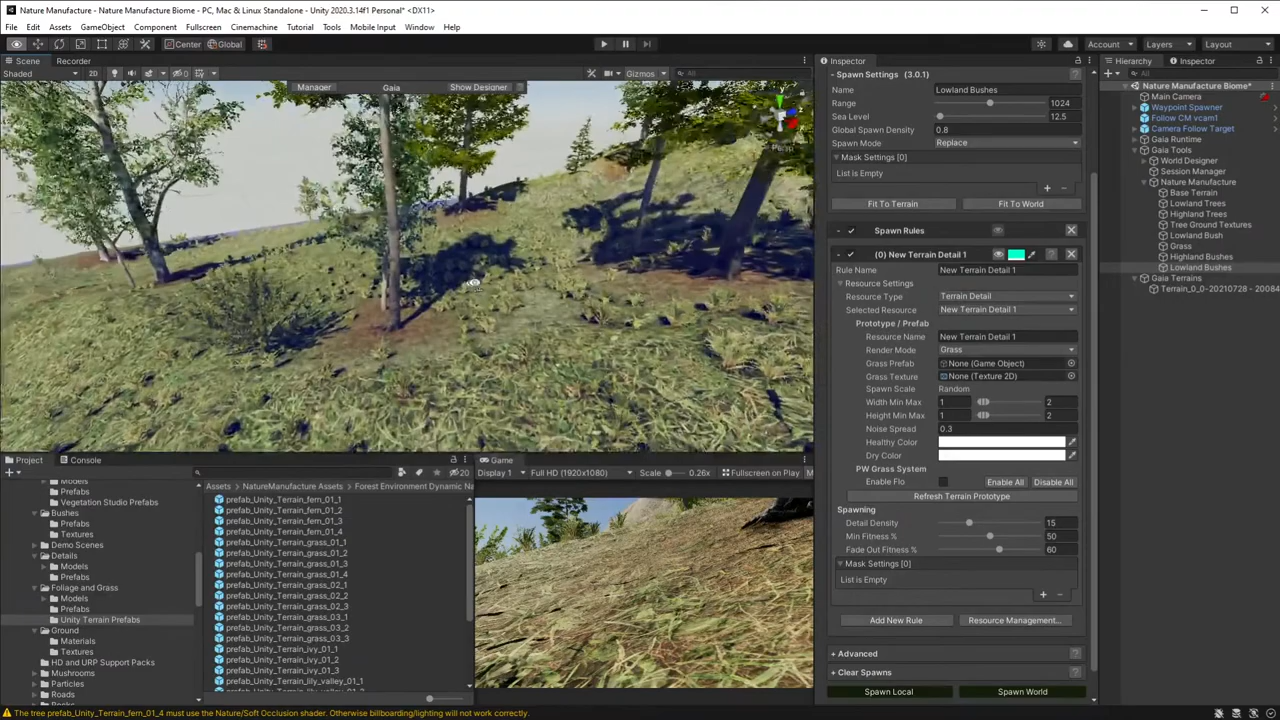 Nature Manufacture - Nature Manufacture Biome - PC, Mac & Linux Standalone - Unity 2020.3.14f1 Personal* <DX11>
File Edit Assets GameObject Component Fullscreen Cinemachine Tutorial Tools Mobile Input Window Help
Center Global Account Layers Layout
Scene Recorder
Shaded 2D 0 Gizmos All
Manager Gaia Show Designer
Persp
Inspector
- Spawn Settings (3.0.1)
Name Lowland Bushes
Range 1024
Sea Level 12.5
Global Spawn Density 0.8
Spawn Mode Replace
Mask Settings [0]
List is Empty
Fit To Terrain Fit To World
Spawn Rules
(0) New Terrain Detail 1
Rule Name New Terrain Detail 1
Resource Settings
Resource Type Terrain Detail
Selected Resource New Terrain Detail 1
Prototype / Prefab
Resource Name New Terrain Detail 1
Render Mode Grass
Grass Prefab None (Game Object)
Grass Texture None (Texture 2D)
Spawn Scale Random
Width Min Max 1 2
Height Min Max 1 2
Noise Spread 0.3
Healthy Color
Dry Color
PW Grass System
Enable Flo Enable All Disable All
Refresh Terrain Prototype
Spawning
Detail Density 15
Min Fitness % 50
Fade Out Fitness % 60
Mask Settings [0]
List is Empty
Add New Rule Resource Management...
+ Advanced
+ Clear Spawns
Spawn Local Spawn World
Hierarchy Inspector
All
Nature Manufacture Biome*
Main Camera
Waypoint Spawner
Follow CM vcam1
Camera Follow Target
Gaia Runtime
Gaia Tools
World Designer
Session Manager
Nature Manufacture
Base Terrain
Lowland Trees
Highland Trees
Tree Ground Textures
Lowland Bush
Grass
Highland Bushes
Lowland Bushes
Gaia Terrains
Terrain_0_0-20210728 - 20084
Project Console
20
Models
Prefabs
Vegetation Studio Prefabs
Bushes
Prefabs
Textures
Demo Scenes
Details
Models
Prefabs
Foliage and Grass
Models
Prefabs
Unity Terrain Prefabs
Ground
Materials
Textures
HD and URP Support Packs
Mushrooms
Particles
Roads
Assets NatureManufacture Assets Forest Environment Dynamic Na
prefab_Unity_Terrain_fern_01_1
prefab_Unity_Terrain_fern_01_2
prefab_Unity_Terrain_fern_01_3
prefab_Unity_Terrain_fern_01_4
prefab_Unity_Terrain_grass_01_1
prefab_Unity_Terrain_grass_01_2
prefab_Unity_Terrain_grass_01_3
prefab_Unity_Terrain_grass_01_4
prefab_Unity_Terrain_grass_02_1
prefab_Unity_Terrain_grass_02_2
prefab_Unity_Terrain_grass_02_3
prefab_Unity_Terrain_grass_03_1
prefab_Unity_Terrain_grass_03_2
prefab_Unity_Terrain_grass_03_3
prefab_Unity_Terrain_ivy_01_1
prefab_Unity_Terrain_ivy_01_2
prefab_Unity_Terrain_ivy_01_3
prefab_Unity_Terrain_lily_valley_01_1
Game
Display 1 Full HD (1920x1080) Scale 0.26x Fullscreen on Play M
The tree prefab_Unity_Terrain_fern_01_4 must use the Nature/Soft Occlusion shader. Otherwise billboarding/lighting will not work correctly.